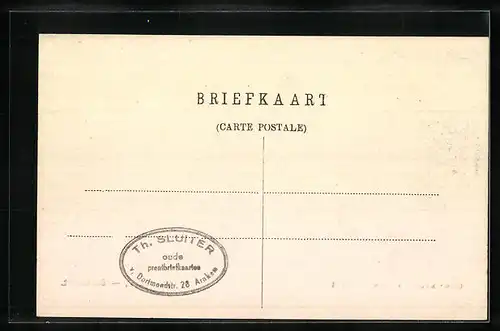 BRIEFKAART
(CARTE POSTALE)
Th. SLUITER
oude
prentbriefkaarten
v. Dortmondstr. 28 Arnhem